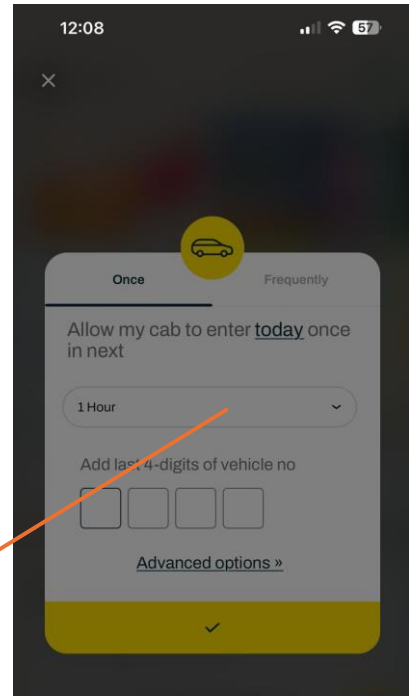 12:08
57
Once
Frequently
Allow my cab to enter today once
in next
1 Hour
Add last 4-digits of vehicle no
Advanced options »